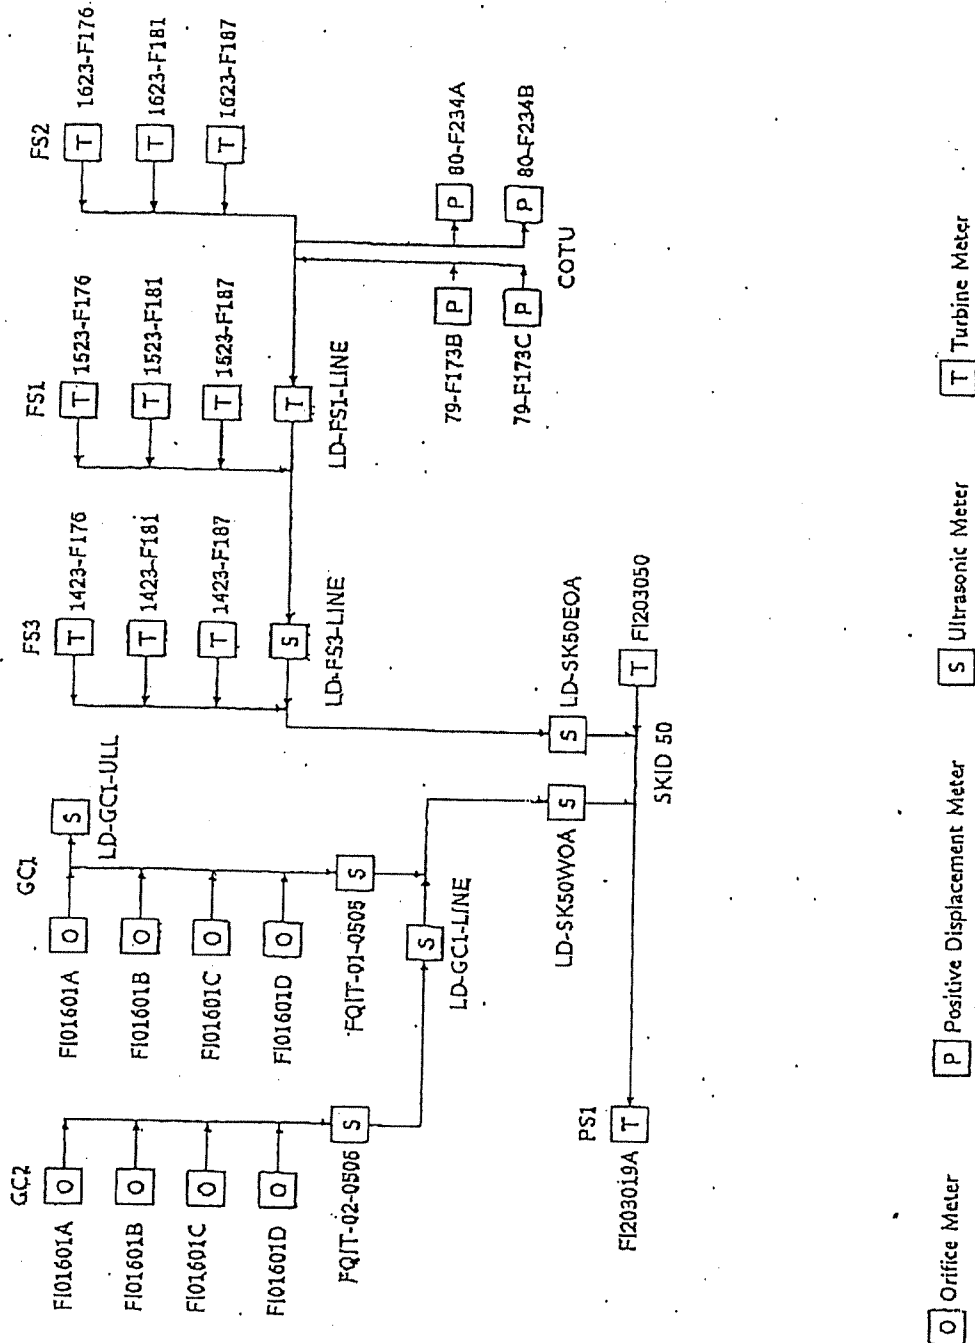 GC2
O
FI01601A
O
FI01601B
O
FI01601C
O
FI01601D
S
FQIT-02-0506
GC1
O
FI01601A
S
LD-GC1-ULL
O
FI01601B
O
FI01601C
O
FI01601D
S
FQIT-01-0505
S
LD-GC1-LINE
FS3
T 1423-F176
T 1423-F181
T 1423-F187
S
LD-FS3-LINE
FS1
T 1523-F176
T 1523-F181
T 1523-F187
T
LD-FS1-LINE
FS2
T 1623-F176
T 1623-F181
T 1623-F187
79-F173B P
P 80-F234A
79-F173C P
P 80-F234B
COTU
LD-SK50WOA S
S LD-SK50EOA
PS1
FI203019A T
T FI203050
SKID 50
O Orifice Meter
P Positive Displacement Meter
S Ultrasonic Meter
T Turbine Meter